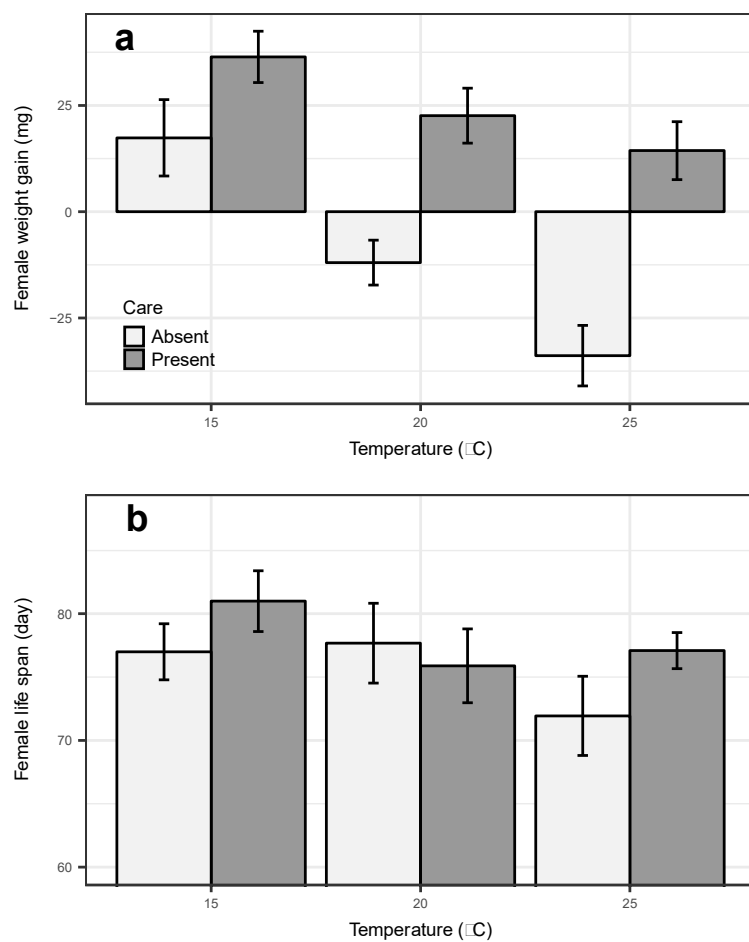 a
Female weight gain (mg)
25
0
−25
Care
Absent
Present
15 20 25
Temperature (□C)
b
Female life span (day)
80
70
60
15 20 25
Temperature (□C)